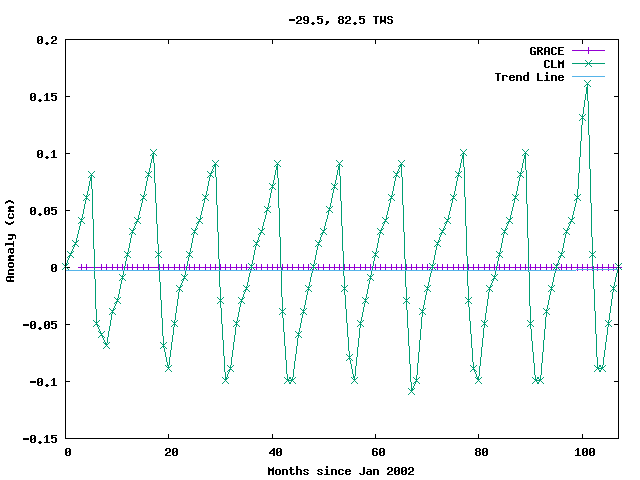 -29.5, 82.5 TWS
0.2
0.15
0.1
0.05
0
-0.05
-0.1
-0.15
GRACE
CLM
Trend Line
Anomaly (cm)
0 20 40 60 80 100
Months since Jan 2002